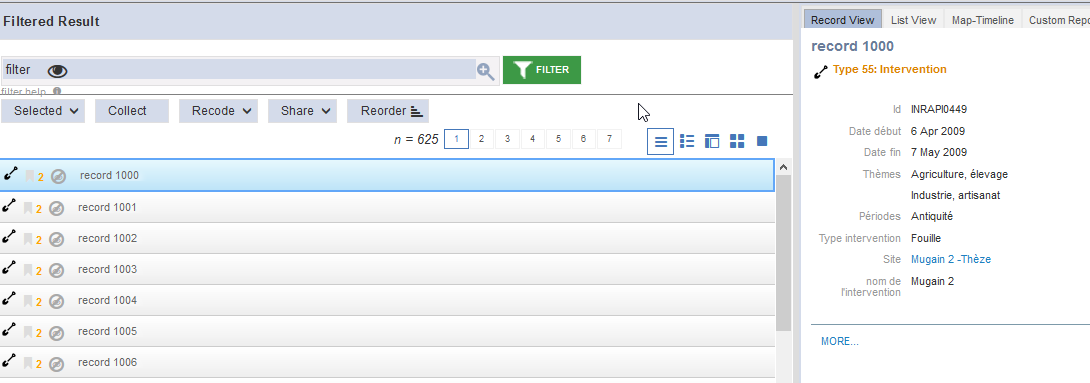 Filtered Result
filter
FILTER
filter help
Selected
Collect
Recode
Share
Reorder
n = 625 1 2 3 4 5 6 7
2 record 1000
2 record 1001
2 record 1002
2 record 1003
2 record 1004
2 record 1005
2 record 1006
Record View
List View
Map-Timeline
Custom Repo
record 1000
Type 55: Intervention
Id INRAPI0449
Date début 6 Apr 2009
Date fin 7 May 2009
Thèmes Agriculture, élevage
Industrie, artisanat
Périodes Antiquité
Type intervention Fouille
Site Mugain 2 -Thèze
nom de Mugain 2
l'intervention
MORE...